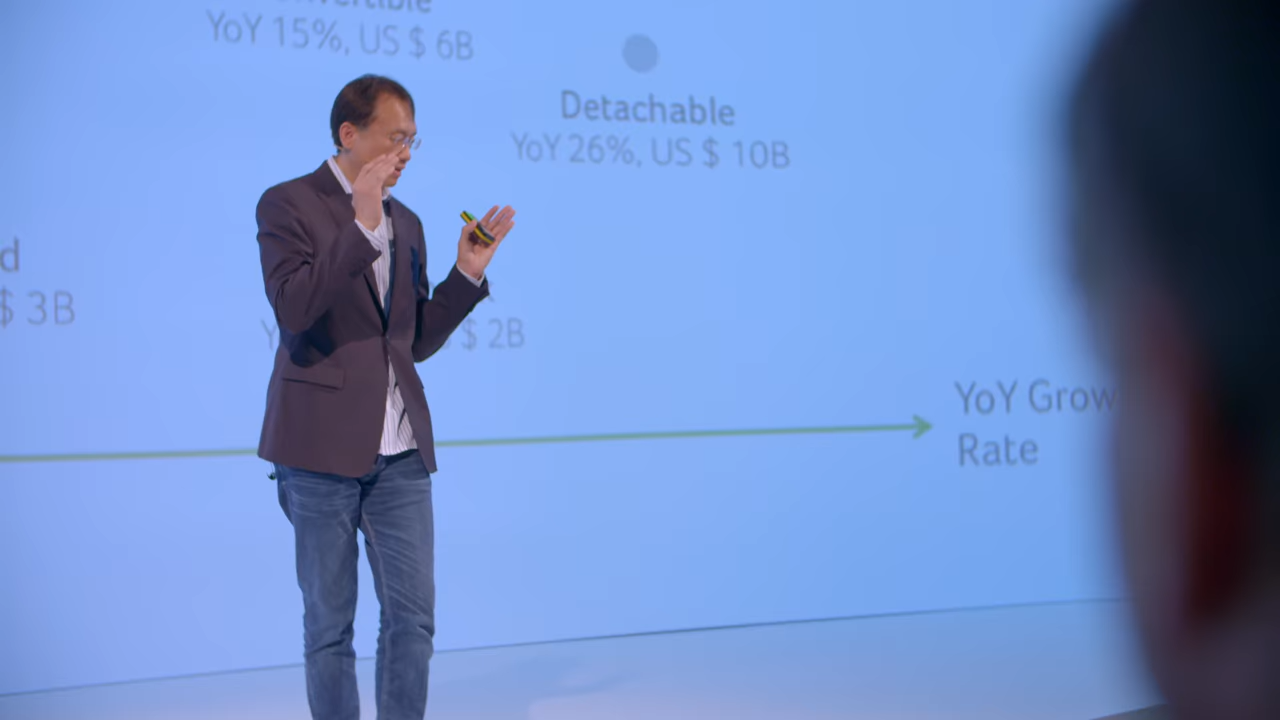 YoY 15%, US $ 6B
Detachable
YoY 26%, US $ 10B
d
$ 3B
$ 2B
YoY Grow
Rate